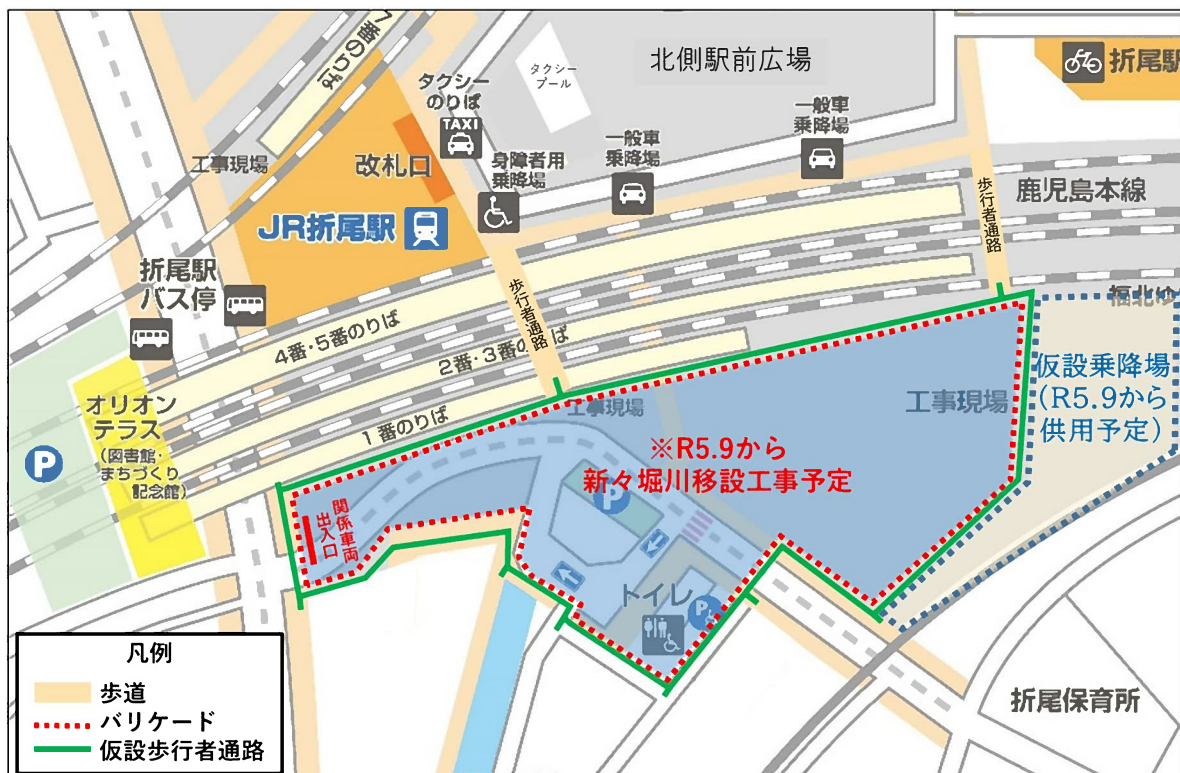 7番のりば
北側駅前広場
タクシー
プール
折尾駅
タクシー
のりば
TAXI
一般車
乗降場
一般車
乗降場
工事現場
改札口
身障者用
乗降場
歩行者通路
鹿児島本線
JR折尾駅
折尾駅
バス停
歩行者通路
福北ゆ
4番・5番のりば
2番・3番のりば
1番のりば
工事現場
工事現場
仮設乗降場
(R5.9から
供用予定)
オリオン
テラス
(図書館・
まちづくり
記念館)
P
※R5.9から
新々堀川移設工事予定
P
関係車両
出入口
トイレ
P
折尾保育所
凡例
歩道
バリケード
仮設歩行者通路